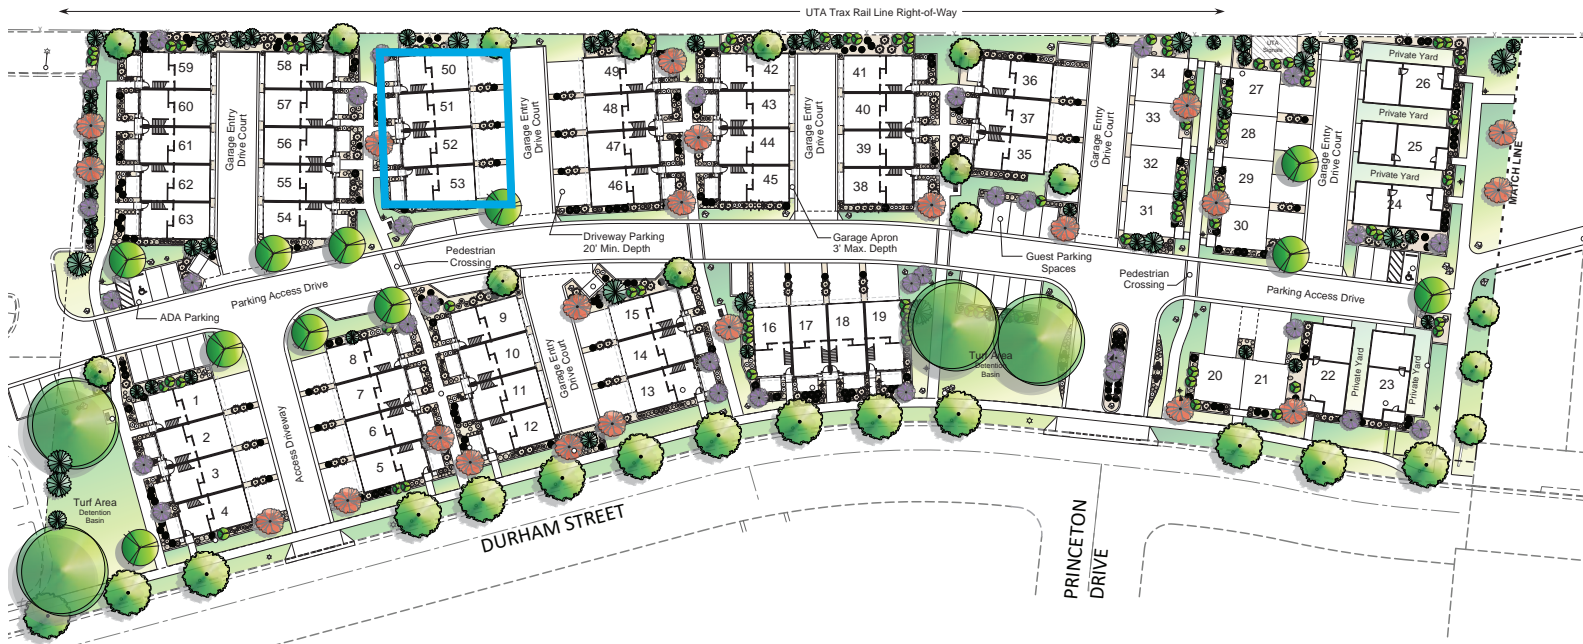 UTA Trax Rail Line Right-of-Way
59
60
61
62
63
Garage Entry
Drive Court
58
57
56
55
54
50
51
52
53
Garage Entry
Drive Court
49
48
47
46
42
43
44
45
Garage Entry
Drive Court
41
40
39
38
36
37
35
Garage Entry
Drive Court
34
33
32
31
UTA
Signals
27
28
29
30
Garage Entry
Drive Court
Private Yard
26
Private Yard
25
Private Yard
24
MATCH LINE
Driveway Parking
20' Min. Depth
Garage Apron
3' Max. Depth
Guest Parking
Spaces
Pedestrian
Crossing
Pedestrian
Crossing
Parking Access Drive
Parking Access Drive
ADA Parking
1
2
3
4
Access Driveway
8
7
6
5
9
10
11
12
Garage Entry
Drive Court
15
14
13
16
17
18
19
Turf Area
Detention
Basin
20
21
22
Private Yard
23
Private Yard
Turf Area
Detention
Basin
DURHAM STREET
PRINCETON
DRIVE